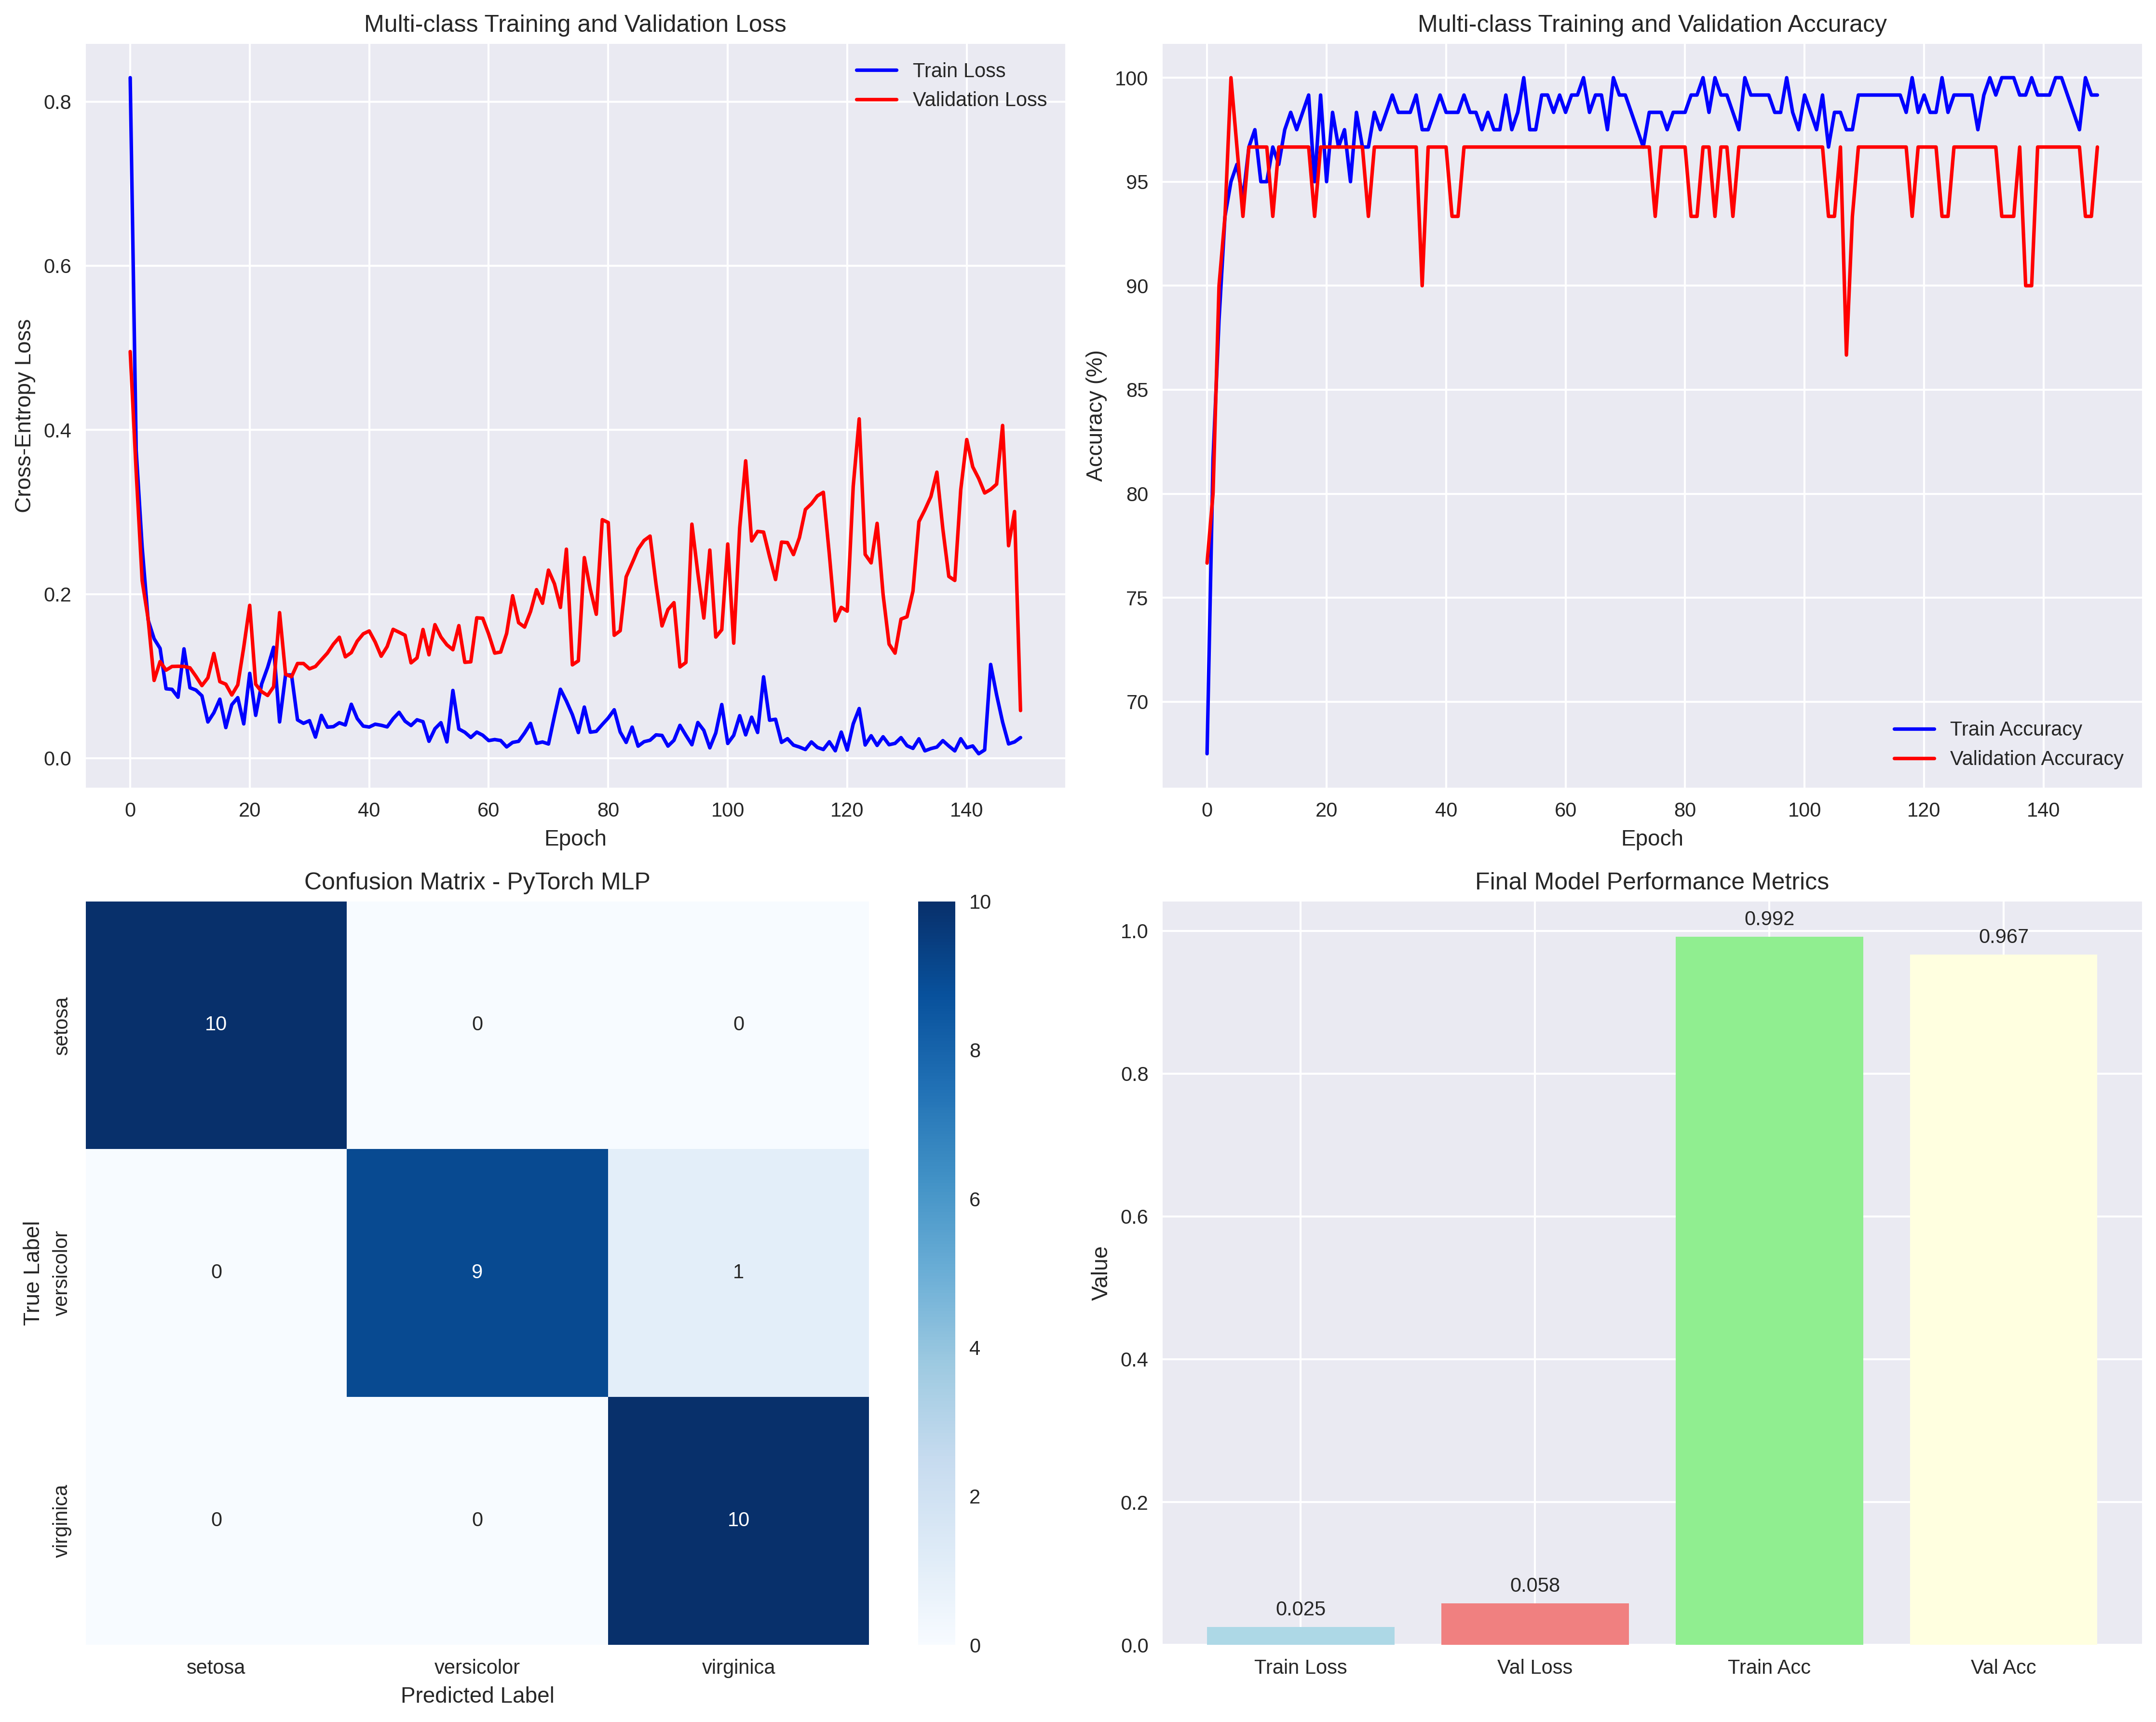 Multi-class Training and Validation Loss
Train Loss
Validation Loss
Cross-Entropy Loss
0.8
0.6
0.4
0.2
0.0
0 20 40 60 80 100 120 140
Epoch
Multi-class Training and Validation Accuracy
100
95
90
85
80
75
70
Accuracy (%)
Train Accuracy
Validation Accuracy
0 20 40 60 80 100 120 140
Epoch
Confusion Matrix - PyTorch MLP
True Label
setosa
versicolor
virginica
10 0 0
0 9 1
0 0 10
setosa versicolor virginica
Predicted Label
10
8
6
4
2
0
Final Model Performance Metrics
Value
1.0
0.8
0.6
0.4
0.2
0.0
0.025
0.058
0.992
0.967
Train Loss Val Loss Train Acc Val Acc